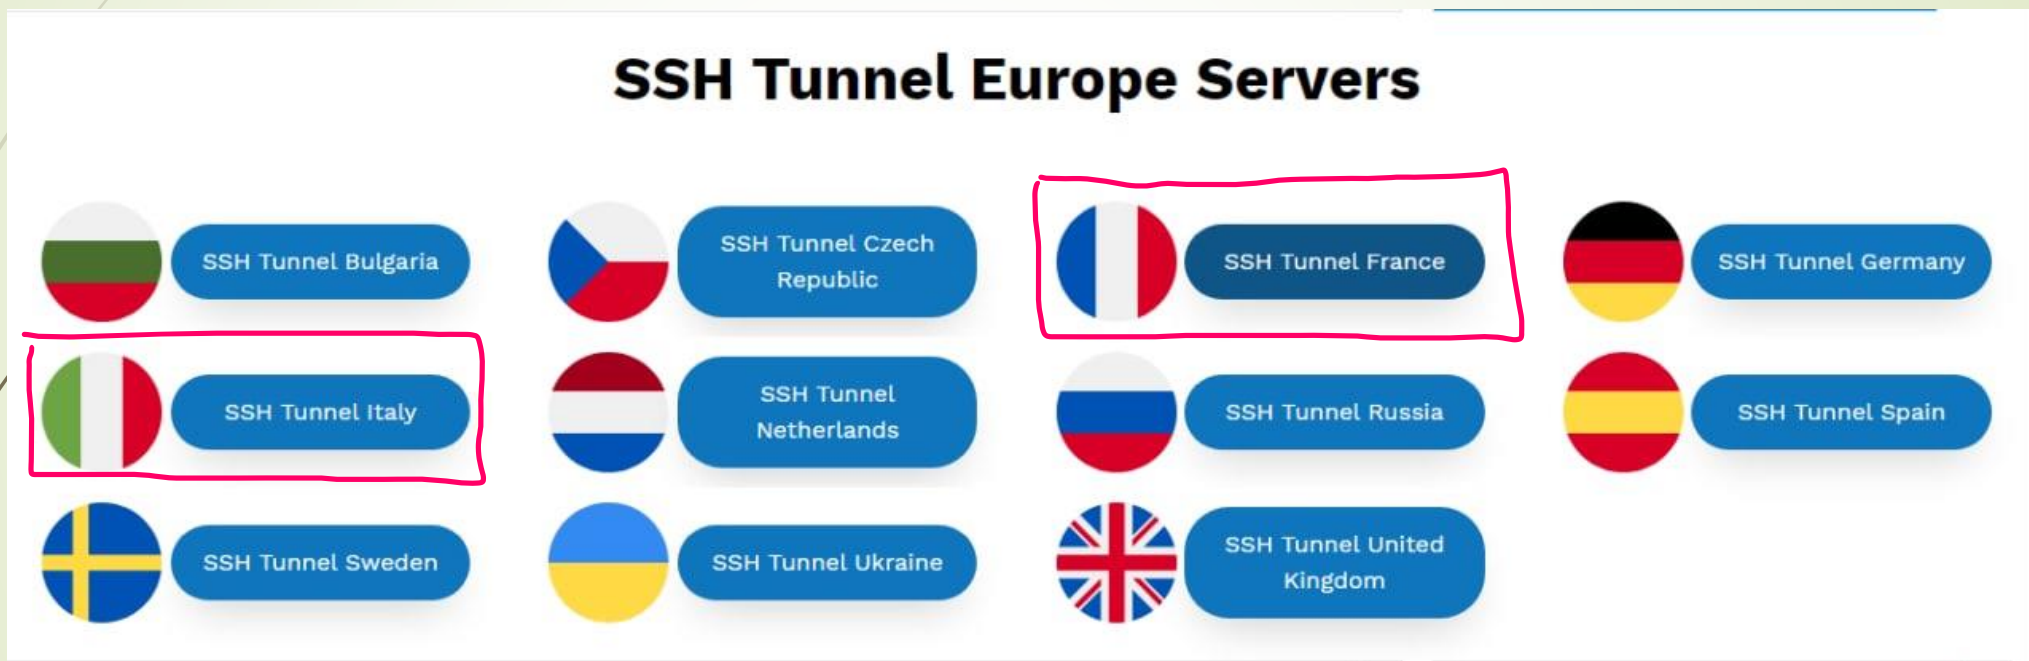 SSH Tunnel Europe Servers
SSH Tunnel Bulgaria
SSH Tunnel Czech
Republic
SSH Tunnel France
SSH Tunnel Germany
SSH Tunnel Italy
SSH Tunnel
Netherlands
SSH Tunnel Russia
SSH Tunnel Spain
SSH Tunnel Sweden
SSH Tunnel Ukraine
SSH Tunnel United
Kingdom